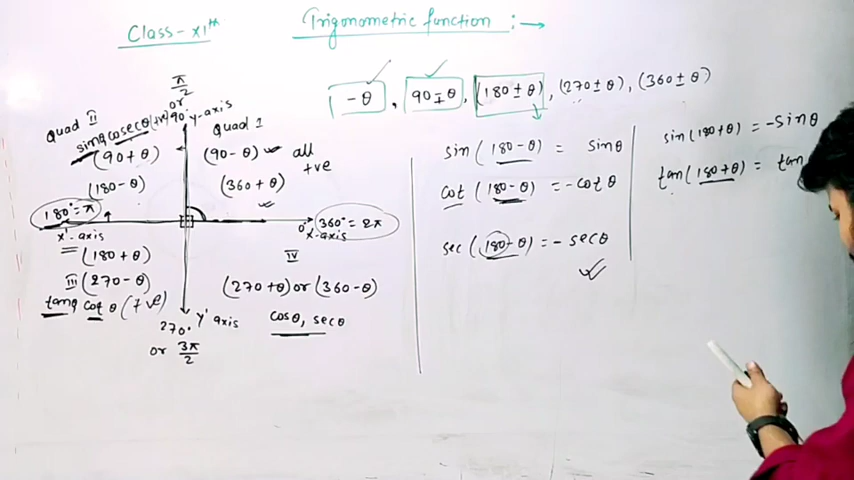 Class - XIth
Trigonometric function :→
-θ, 90∓θ, (180±θ), (270±θ), (360±θ)
π/2
or
90° y-axis
Quad II
sinθ cosecθ (+ve)
(90+θ)
(180-θ)
180° = π
x'-axis
Quad 1
(90-θ) all
+ve
(360+θ)
0° 360° = 2π
x-axis
(180+θ)
III (270-θ)
tanθ cotθ (+ve)
IV
(270+θ) or (360-θ)
cosθ, secθ
270° y' axis
or 3π/2
sin(180-θ) = sinθ
cot(180-θ) = -cotθ
sec(180-θ) = -secθ
sin(180+θ) = -sinθ
tan(180+θ) = tan